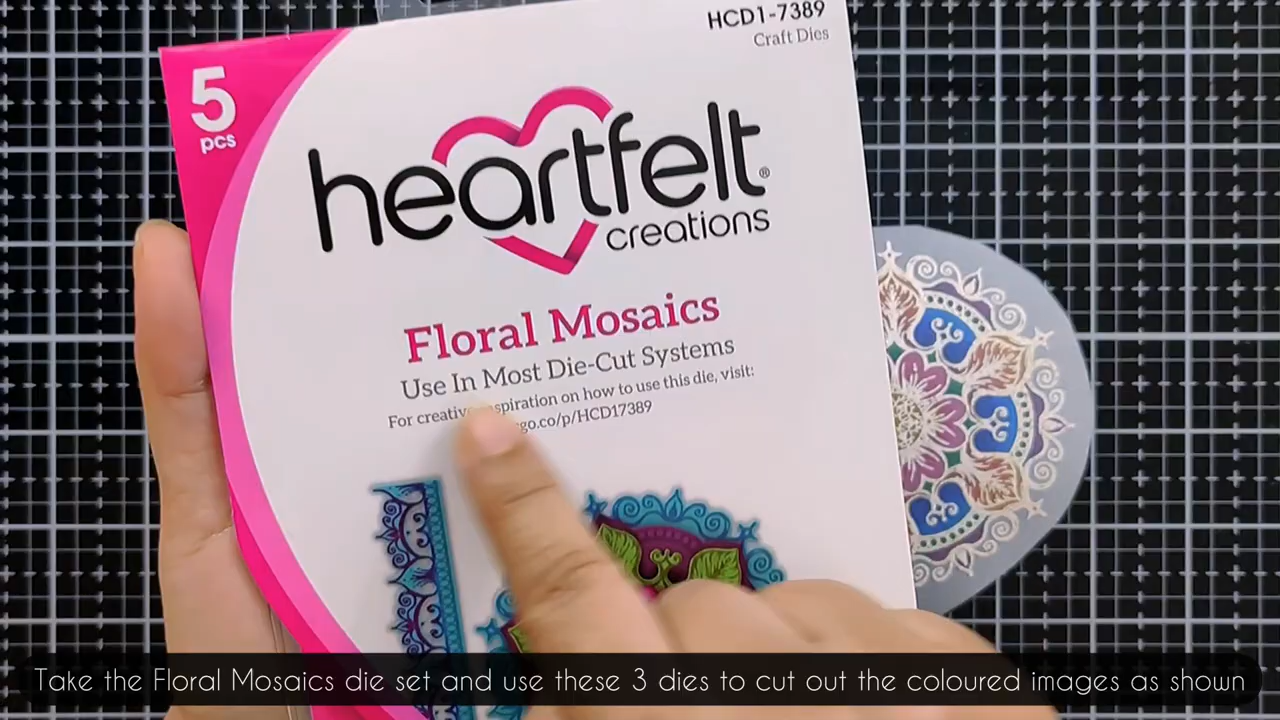 HCD1-7389
Craft Dies
5
pcs
heartfelt®
creations
Floral Mosaics
Use In Most Die-Cut Systems
For on how to use this die, visit:
Take the Floral Mosaics die set and use these 3 dies to cut out the coloured images as shown